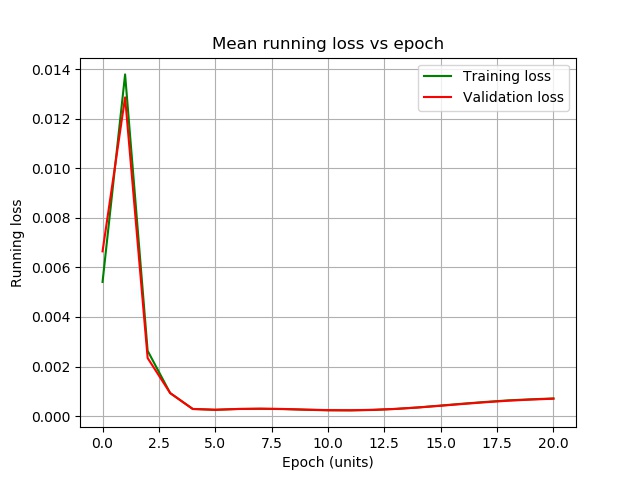 Mean running loss vs epoch
Training loss
Validation loss
0.014
0.012
0.010
0.008
0.006
0.004
0.002
0.000
Running loss
0.0 2.5 5.0 7.5 10.0 12.5 15.0 17.5 20.0
Epoch (units)